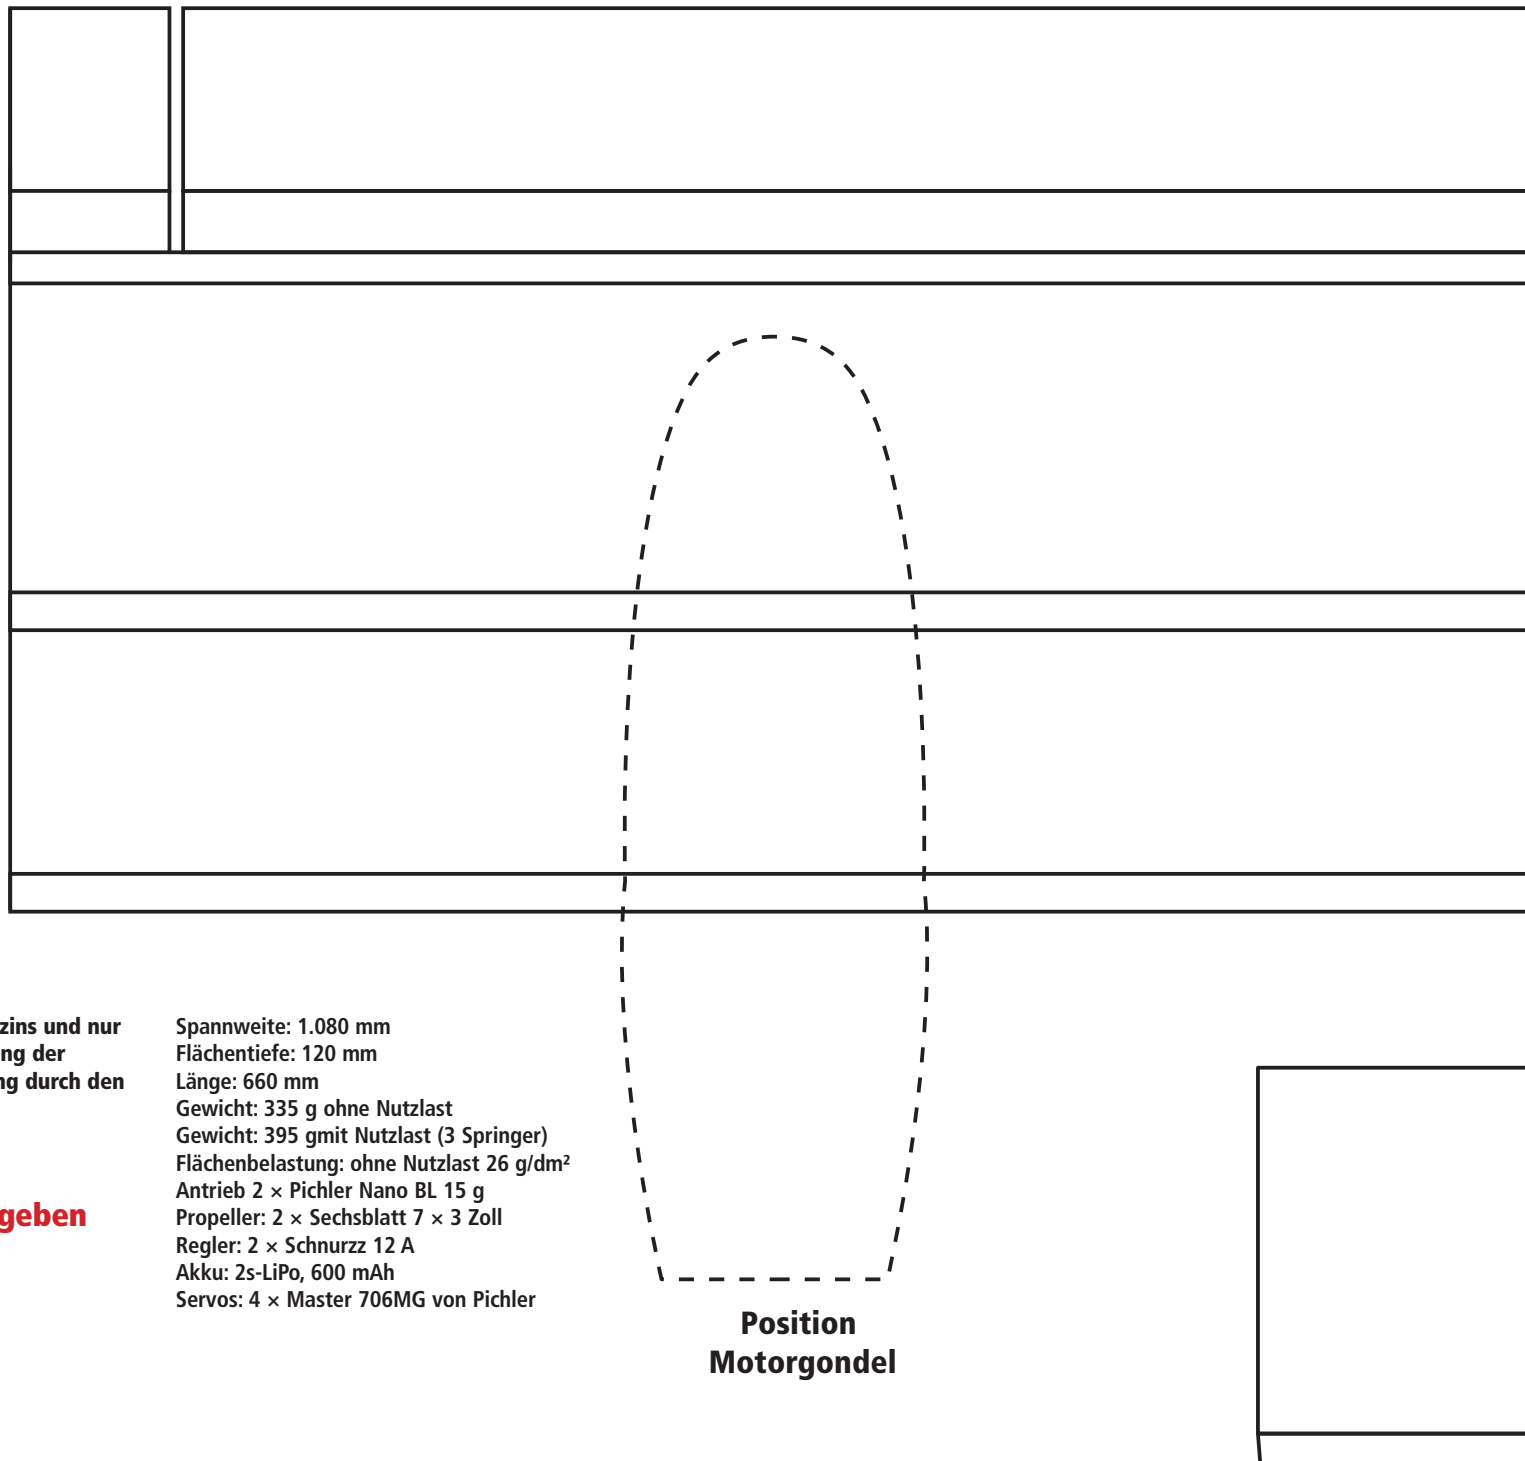 zins und nur
ng der
ng durch den
geben
Spannweite: 1.080 mm
Flächentiefe: 120 mm
Länge: 660 mm
Gewicht: 335 g ohne Nutzlast
Gewicht: 395 gmit Nutzlast (3 Springer)
Flächenbelastung: ohne Nutzlast 26 g/dm²
Antrieb 2 × Pichler Nano BL 15 g
Propeller: 2 × Sechsblatt 7 × 3 Zoll
Regler: 2 × Schnurzz 12 A
Akku: 2s-LiPo, 600 mAh
Servos: 4 × Master 706MG von Pichler
Position
Motorgondel